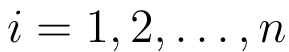 i = 1, 2, . . . , n